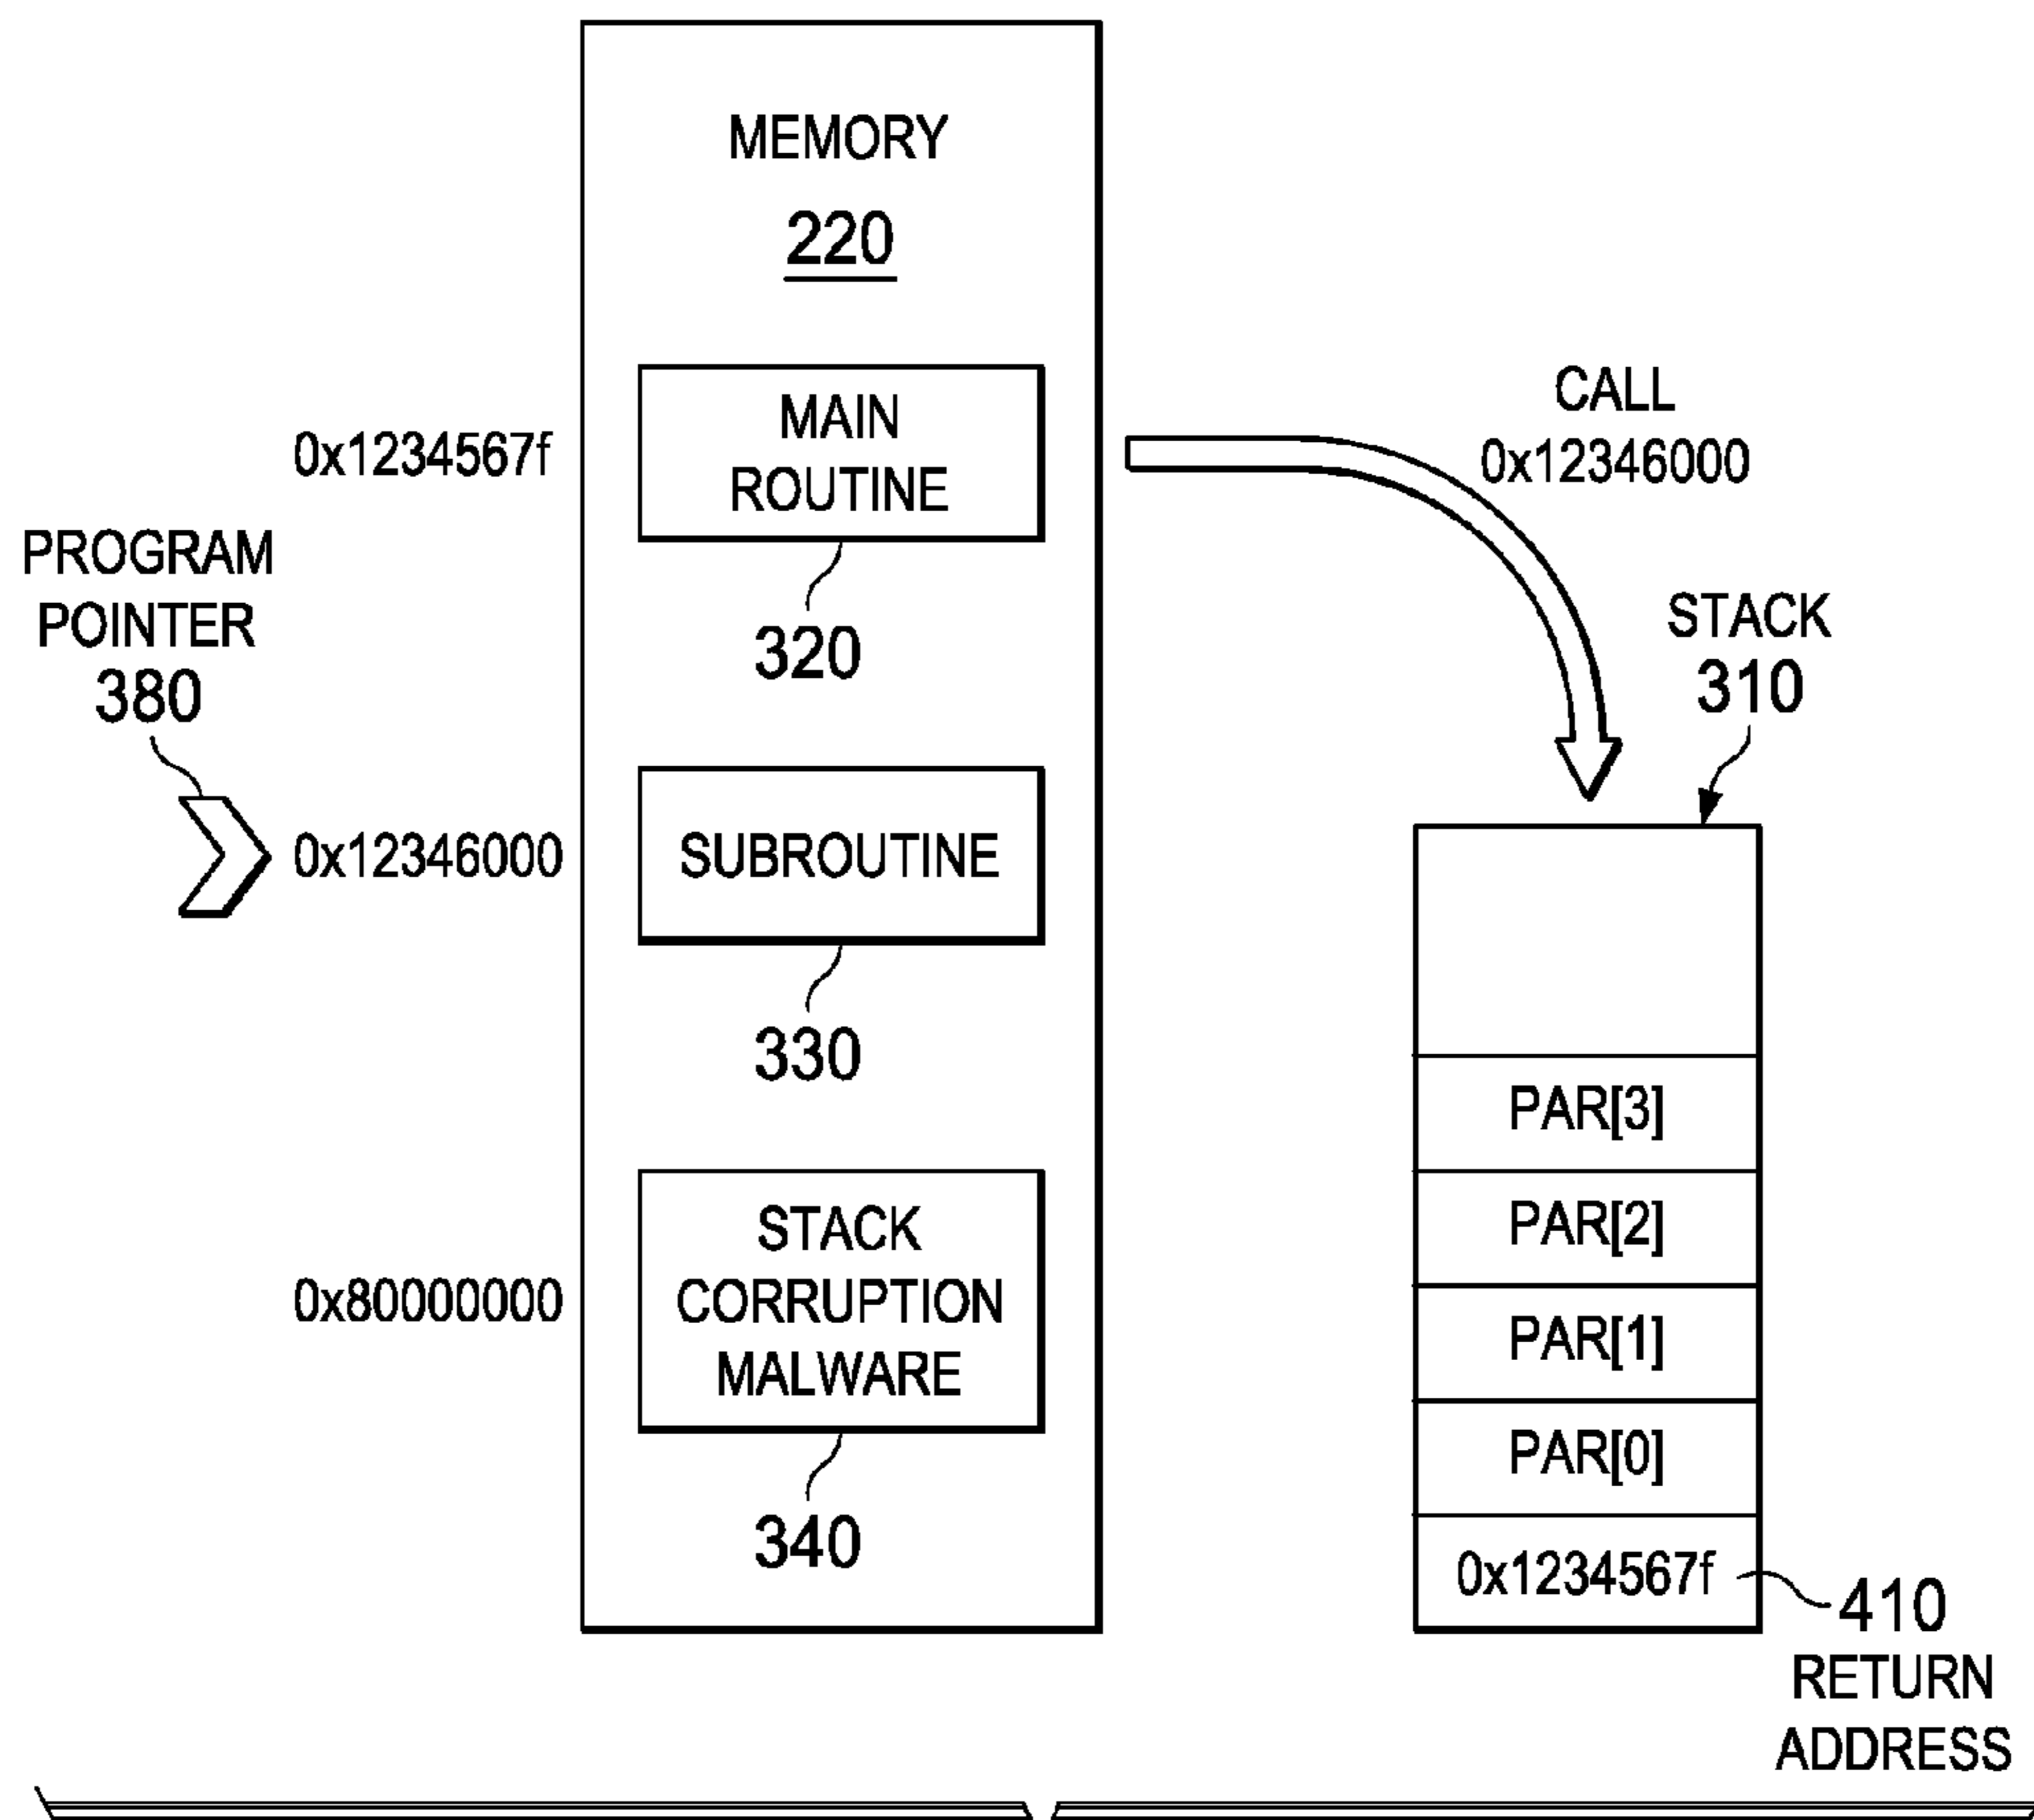 MEMORY
220
MAIN
ROUTINE
320
0x1234567f
PROGRAM
POINTER
380
0x12346000
SUBROUTINE
330
0x80000000
STACK
CORRUPTION
MALWARE
340
CALL
0x12346000
STACK
310
PAR[3]
PAR[2]
PAR[1]
PAR[0]
0x1234567f
410
RETURN
ADDRESS